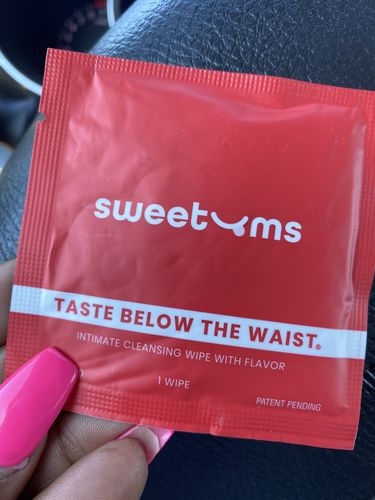 sweetums
TASTE BELOW THE WAIST®
INTIMATE CLEANSING WIPE WITH FLAVOR
1 WIPE
PATENT PENDING